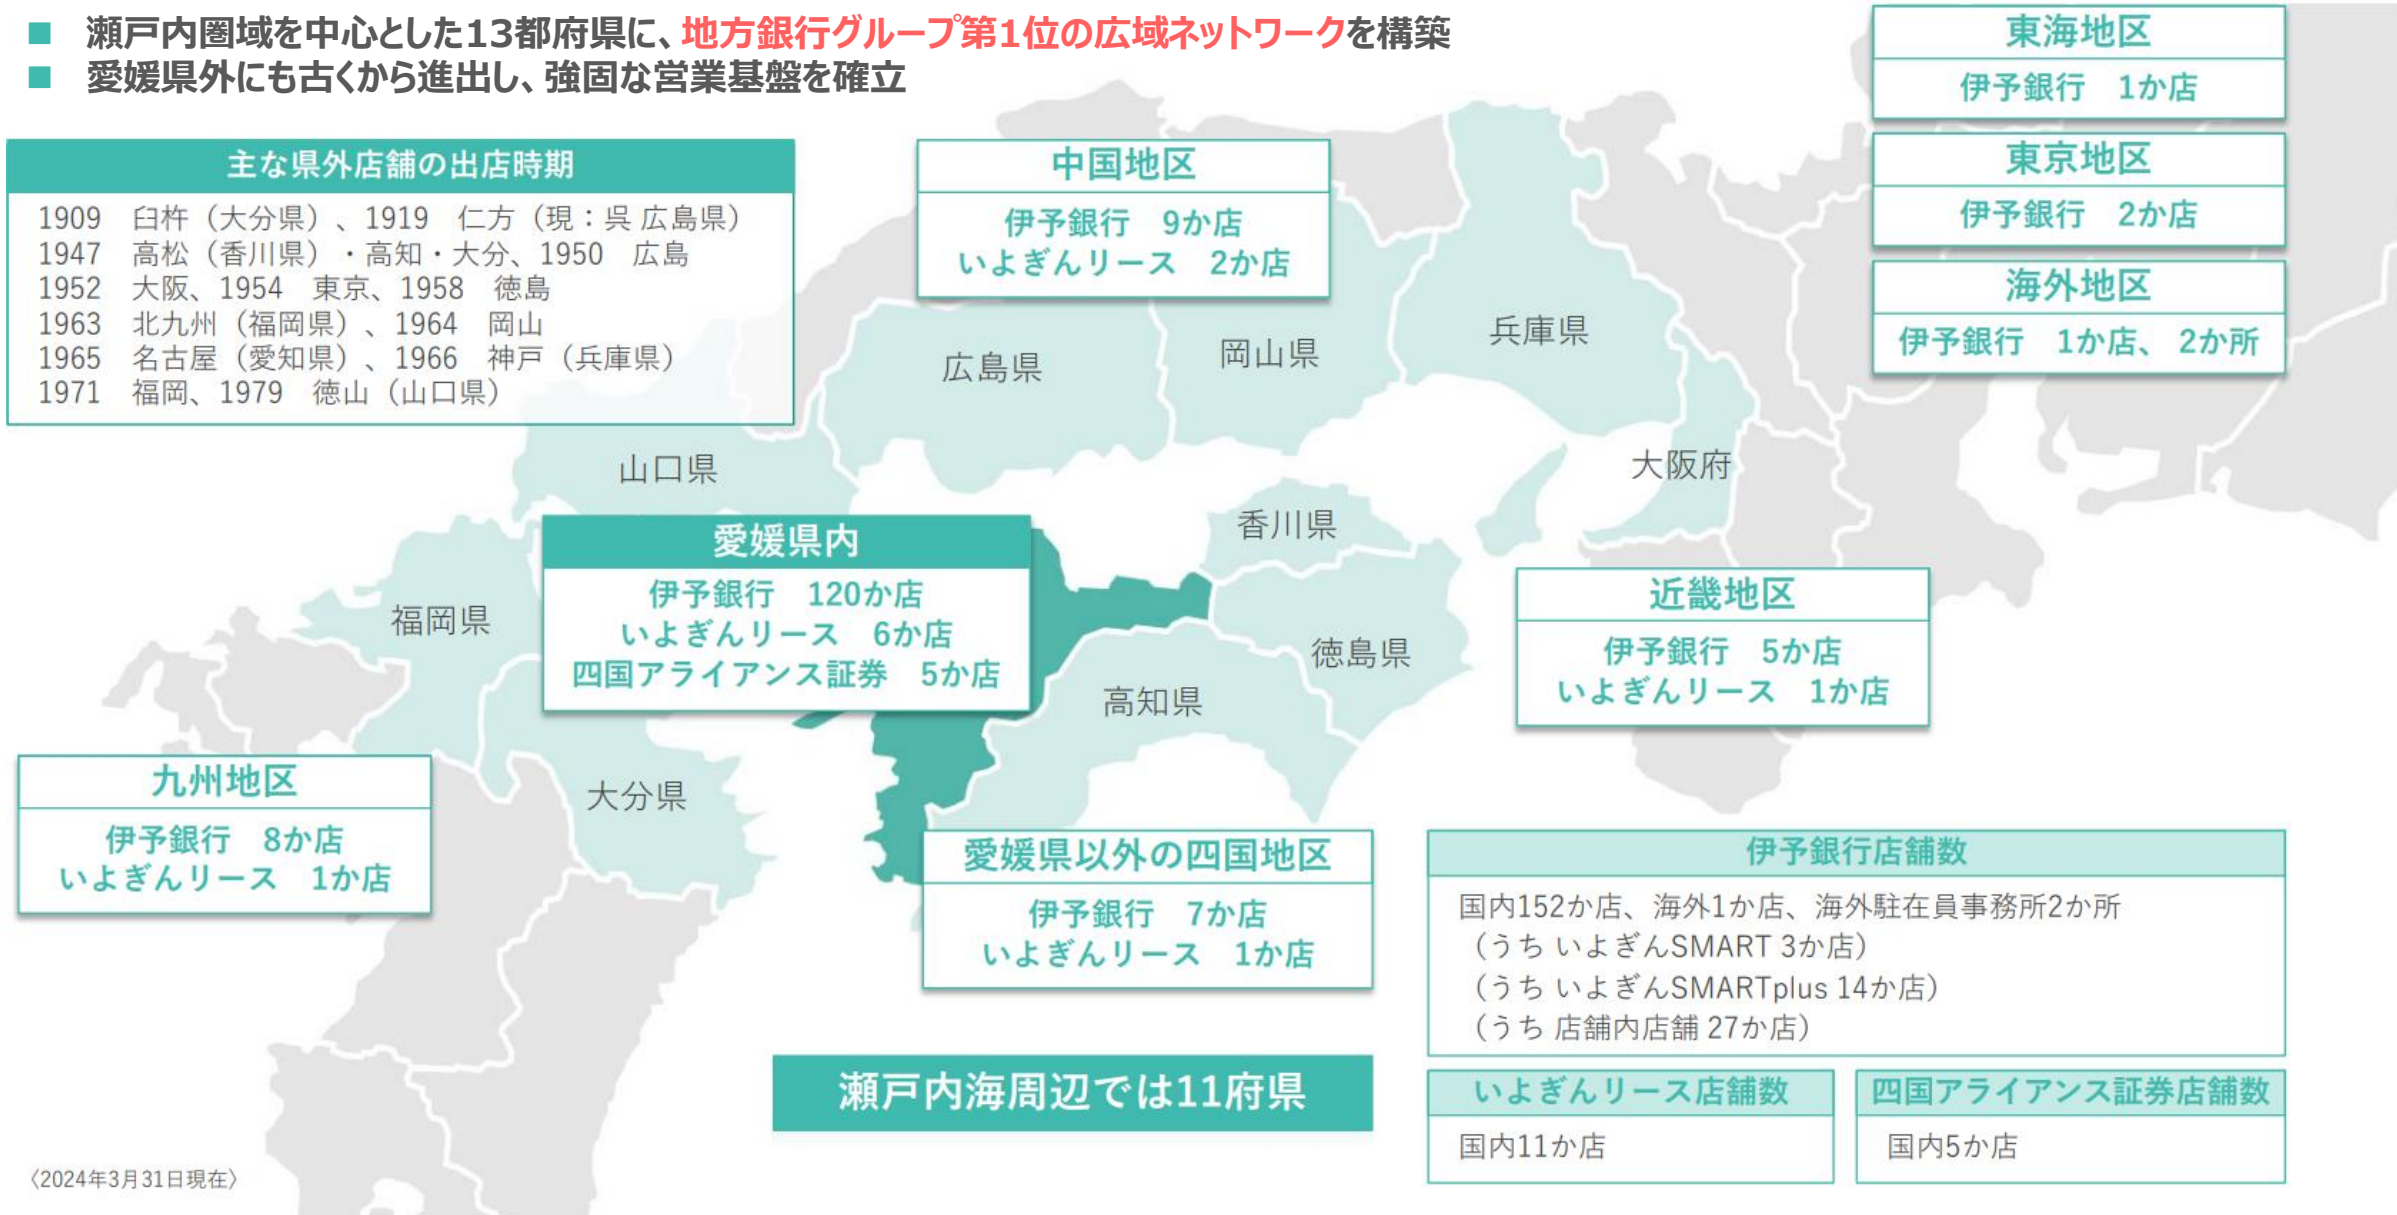 ■ 瀬戸内圏域を中心とした13都府県に、地方銀行グループ第1位の広域ネットワークを構築
■ 愛媛県外にも古くから進出し、強固な営業基盤を確立
主な県外店舗の出店時期
1909 臼杵（大分県）、1919 仁方（現：呉 広島県）
1947 高松（香川県）・高知・大分、1950 広島
1952 大阪、1954 東京、1958 徳島
1963 北九州（福岡県）、1964 岡山
1965 名古屋（愛知県）、1966 神戸（兵庫県）
1971 福岡、1979 徳山（山口県）
中国地区
伊予銀行 9か店
いよぎんリース 2か店
東海地区
伊予銀行 1か店
東京地区
伊予銀行 2か店
海外地区
伊予銀行 1か店、2か所
兵庫県
岡山県
広島県
山口県
大阪府
香川県
徳島県
高知県
福岡県
大分県
愛媛県内
伊予銀行 120か店
いよぎんリース 6か店
四国アライアンス証券 5か店
近畿地区
伊予銀行 5か店
いよぎんリース 1か店
九州地区
伊予銀行 8か店
いよぎんリース 1か店
愛媛県以外の四国地区
伊予銀行 7か店
いよぎんリース 1か店
伊予銀行店舗数
国内152か店、海外1か店、海外駐在員事務所2か所
（うち いよぎんSMART 3か店）
（うち いよぎんSMARTplus 14か店）
（うち 店舗内店舗 27か店）
瀬戸内海周辺では11府県
いよぎんリース店舗数
国内11か店
四国アライアンス証券店舗数
国内5か店
〈2024年3月31日現在〉